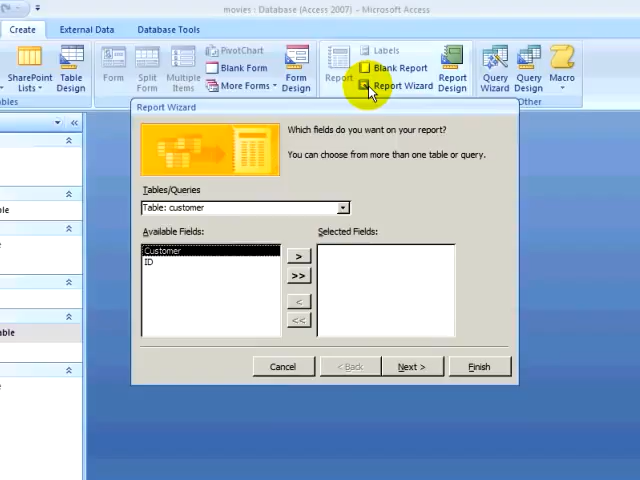 movies : Database (Access 2007) - Microsoft Access
Create
External Data
Database Tools
SharePoint Lists
Table Design
Form
Split Form
Multiple Items
PivotChart
Blank Form
More Forms
Form Design
Report
Labels
Blank Report
Report Wizard
Report Design
Query Wizard
Query Design
Macro
Other
Report Wizard
Which fields do you want on your report?
You can choose from more than one table or query.
Tables/Queries
Table: customer
Available Fields:
Selected Fields:
Customer
ID
>
>>
<
<<
Cancel
< Back
Next >
Finish